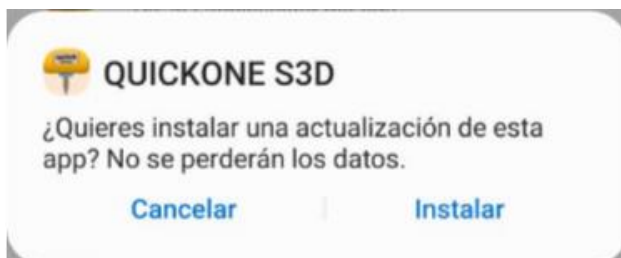 QUICKONE S3D
¿Quieres instalar una actualización de esta
app? No se perderán los datos.
Cancelar
Instalar